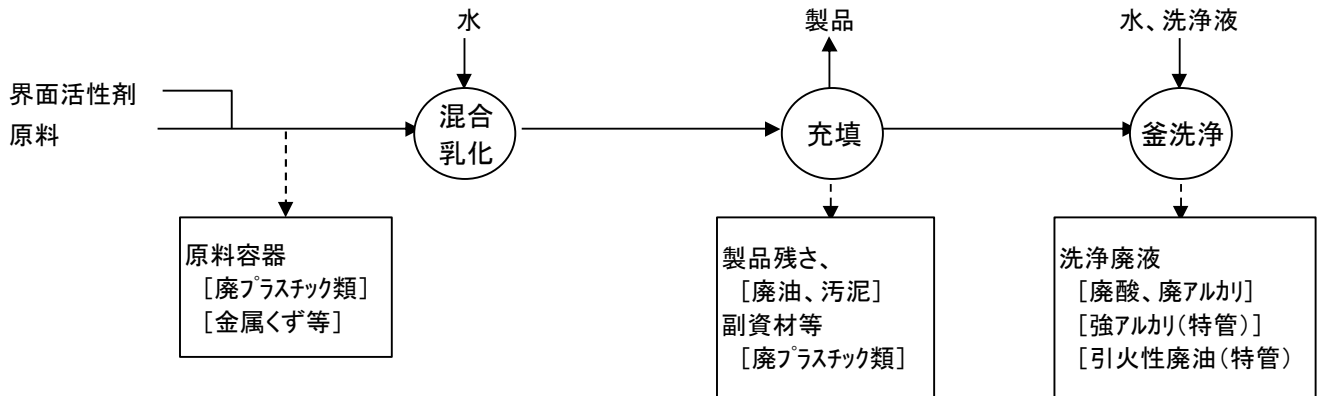 水
製品
水、洗浄液
界面活性剤
原料
混合
乳化
充填
釜洗浄
原料容器
［廃プラスチック類］
［金属くず等］
製品残さ、
［廃油、汚泥］
副資材等
［廃プラスチック類］
洗浄廃液
［廃酸、廃アルカリ］
［強アルカリ（特管）］
［引火性廃油（特管）